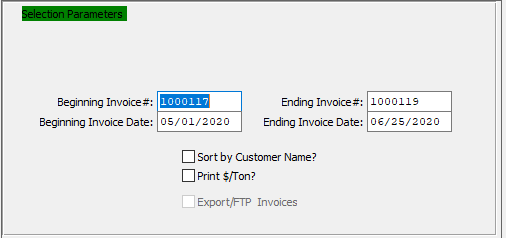 Selection Parameters
Beginning Invoice#: 1000117 Ending Invoice#: 1000119
Beginning Invoice Date: 05/01/2020 Ending Invoice Date: 06/25/2020
Sort by Customer Name?
Print $/Ton?
Export/FTP Invoices